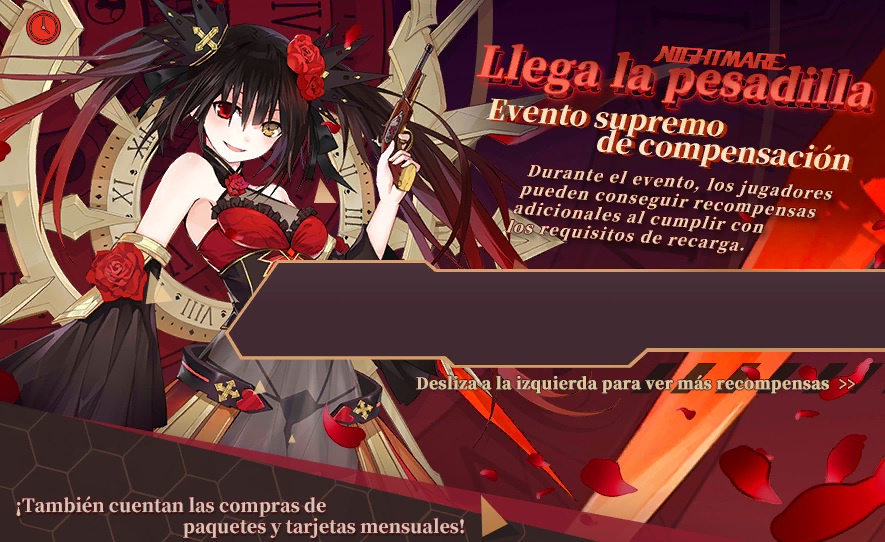 NIGHTMARE
Llega la pesadilla
Evento supremo
de compensación
Durante el evento, los jugadores
pueden conseguir recompensas
adicionales al cumplir con
los requisitos de recarga.
XI
VIII
Desliza a la izquierda para ver más recompensas >>
¡También cuentan las compras de
paquetes y tarjetas mensuales!